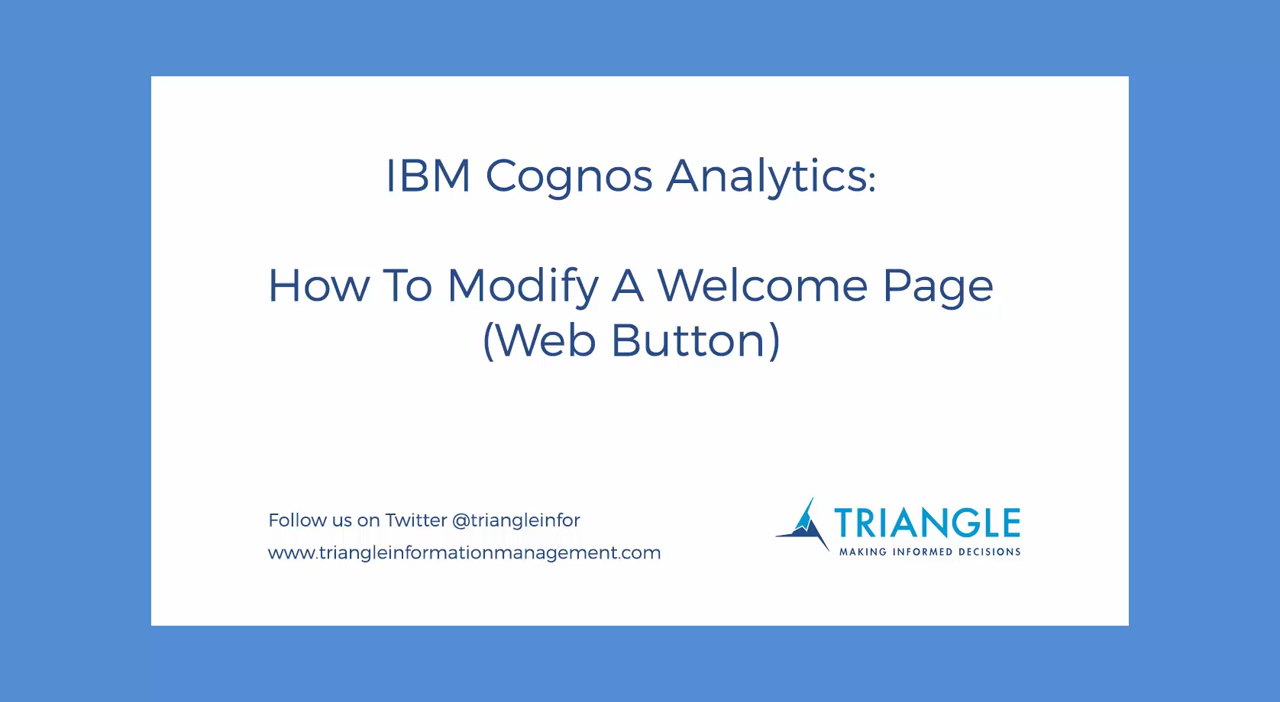 IBM Cognos Analytics:
How To Modify A Welcome Page
(Web Button)
Follow us on Twitter @triangleinfor
www.triangleinformationmanagement.com
TRIANGLE
MAKING INFORMED DECISIONS